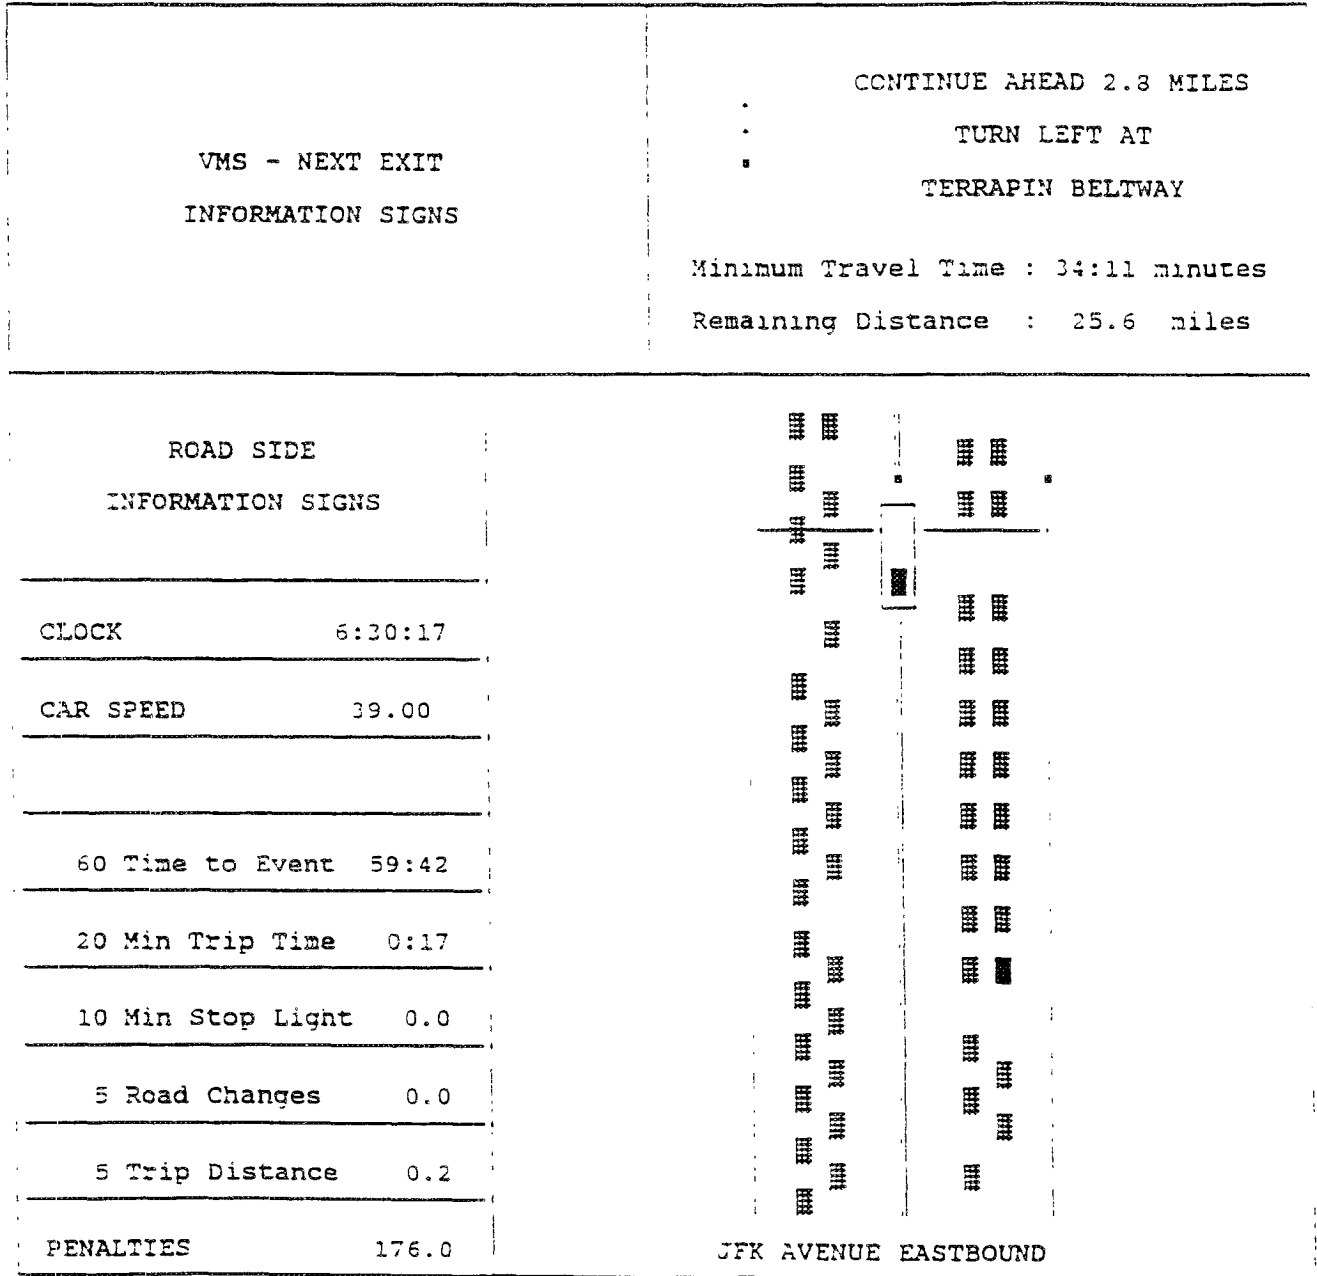 VMS - NEXT EXIT
INFORMATION SIGNS
CONTINUE AHEAD 2.8 MILES
TURN LEFT AT
TERRAPIN BELTWAY
Minimum Travel Time : 34:11 minutes
Remaining Distance : 25.6 miles
ROAD SIDE
INFORMATION SIGNS
CLOCK 6:30:17
CAR SPEED 39.00
60 Time to Event 59:42
20 Min Trip Time 0:17
10 Min Stop Light 0.0
5 Road Changes 0.0
5 Trip Distance 0.2
PENALTIES 176.0
JFK AVENUE EASTBOUND